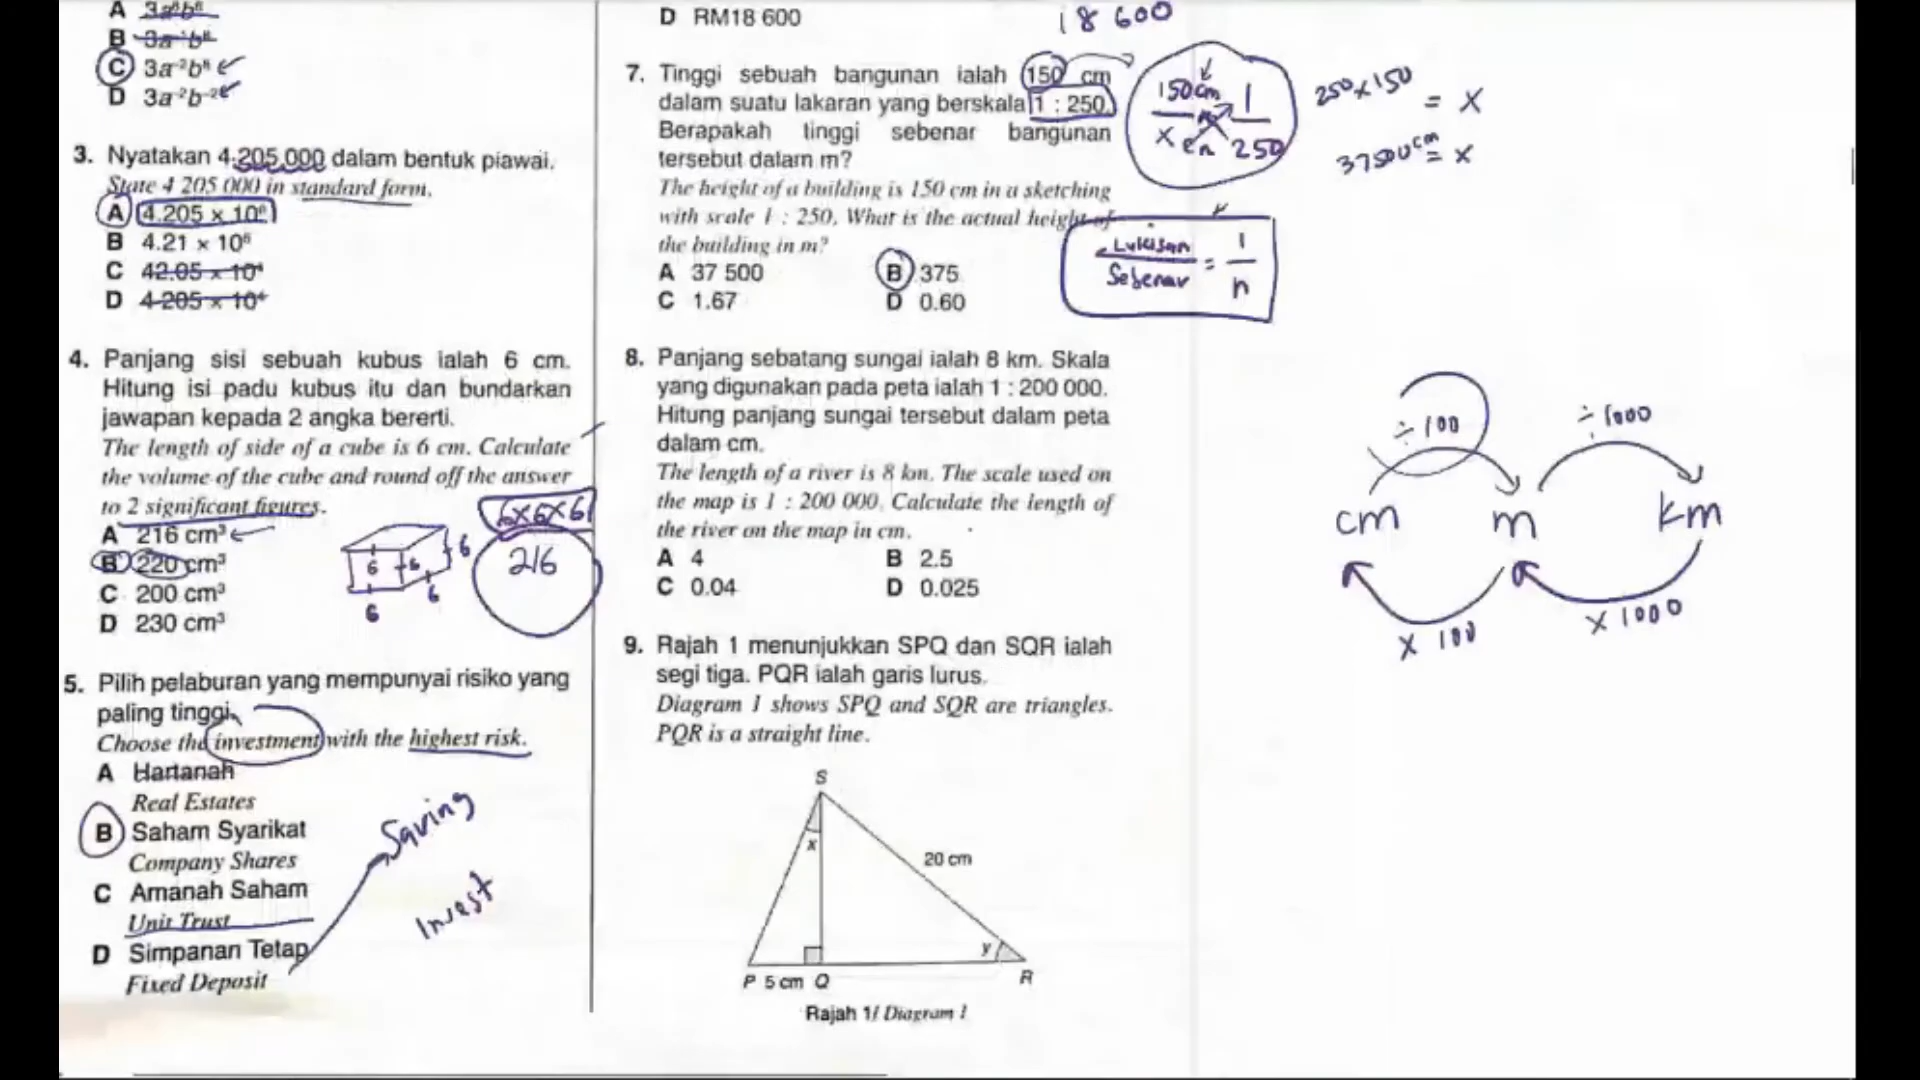 A 3a⁶b⁸
B 3a⁻¹b⁸
C 3a⁻²b⁸
D 3a⁻²b⁻²
3. Nyatakan 4 205 000 dalam bentuk piawai.
State 4 205 000 in standard form.
A 4.205 × 10⁶
B 4.21 × 10⁶
C 42.05 × 10⁴
D 4 205 × 10⁴
4. Panjang sisi sebuah kubus ialah 6 cm.
Hitung isi padu kubus itu dan bundarkan
jawapan kepada 2 angka bererti.
The length of side of a cube is 6 cm. Calculate
the volume of the cube and round off the answer
to 2 significant figures.
A 216 cm³
B 220 cm³
C 200 cm³
D 230 cm³
6×6×6
216
6
6
6
6
6
5. Pilih pelaburan yang mempunyai risiko yang
paling tinggi.
Choose the investment with the highest risk.
A Hartanah
Real Estates
B Saham Syarikat
Company Shares
C Amanah Saham
Unit Trust
D Simpanan Tetap
Fixed Deposit
Saving
Invest
D RM18 600
18 600
7. Tinggi sebuah bangunan ialah 150 cm
dalam suatu lakaran yang berskala 1 : 250.
Berapakah tinggi sebenar bangunan
tersebut dalam m?
The height of a building is 150 cm in a sketching
with scale 1 : 250. What is the actual height of
the building in m?
A 37 500 B 375
C 1.67 D 0.60
150cm 1
x cm 250
250×150 = x
37500cm = x
Lukisan = 1
Sebenar n
8. Panjang sebatang sungai ialah 8 km. Skala
yang digunakan pada peta ialah 1 : 200 000.
Hitung panjang sungai tersebut dalam peta
dalam cm.
The length of a river is 8 km. The scale used on
the map is 1 : 200 000. Calculate the length of
the river on the map in cm.
A 4 B 2.5
C 0.04 D 0.025
÷100 ÷1000
cm m km
× 100 × 1000
9. Rajah 1 menunjukkan SPQ dan SQR ialah
segi tiga. PQR ialah garis lurus.
Diagram 1 shows SPQ and SQR are triangles.
PQR is a straight line.
S
x
20 cm
y
P 5 cm Q R
Rajah 1/ Diagram 1